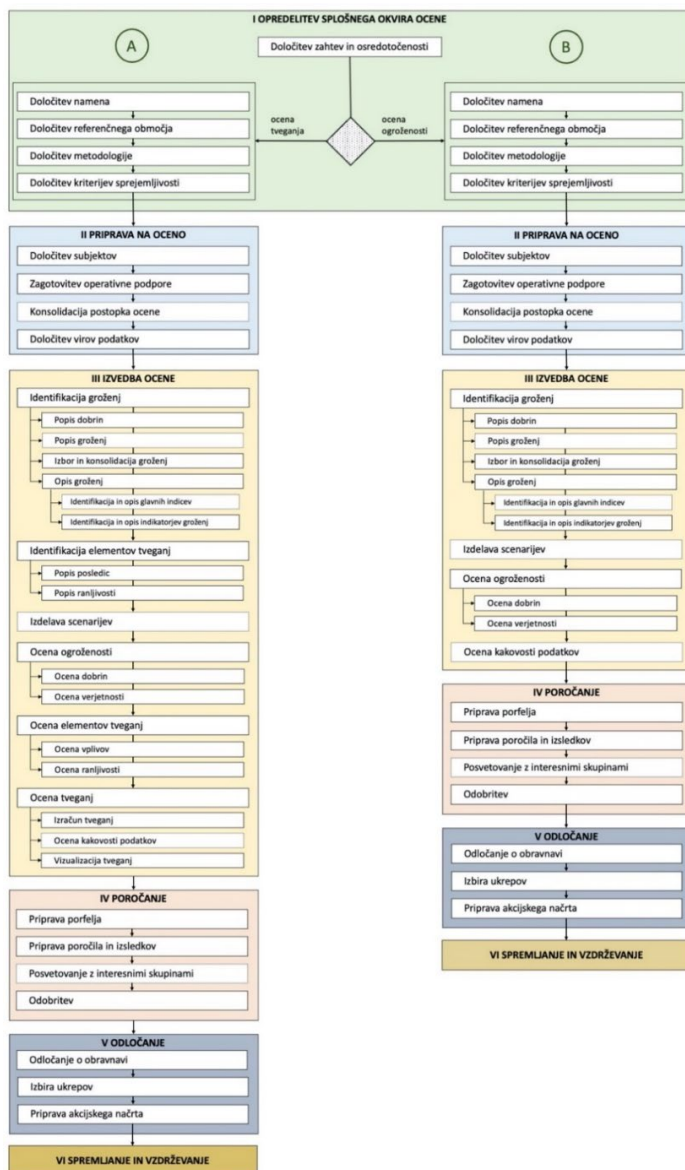 I OPREDELITEV SPLOŠNEGA OKVIRA OCENE
Določitev zahtev in osredotočenosti
A
ocena
tveganja
ocena
ogroženosti
Določitev namena
Določitev referenčnega območja
Določitev metodologije
Določitev kriterijev sprejemljivosti
II PRIPRAVA NA OCENO
Določitev subjektov
Zagotovitev operativne podpore
Konsolidacija postopka ocene
Določitev virov podatkov
III IZVEDBA OCENE
Identifikacija groženj
Popis dobrin
Popis groženj
Izbor in konsolidacija groženj
Opis groženj
Identifikacija in opis glavnih indicev
Identifikacija in opis indikatorjev groženj
Identifikacija elementov tveganj
Popis posledic
Popis ranljivosti
Izdelava scenarijev
Ocena ogroženosti
Ocena dobrin
Ocena verjetnosti
Ocena elementov tveganj
Ocena vplivov
Ocena ranljivosti
Ocena tveganj
Izračun tveganj
Ocena kakovosti podatkov
Vizualizacija tveganj
IV POROČANJE
Priprava porfelja
Priprava poročila in izsledkov
Posvetovanje z interesnimi skupinami
Odobritev
V ODLOČANJE
Odločanje o obravnavi
Izbira ukrepov
Priprava akcijskega načrta
VI SPREMLJANJE IN VZDRŽEVANJE
B
Določitev namena
Določitev referenčnega območja
Določitev metodologije
Določitev kriterijev sprejemljivosti
II PRIPRAVA NA OCENO
Določitev subjektov
Zagotovitev operativne podpore
Konsolidacija postopka ocene
Določitev virov podatkov
III IZVEDBA OCENE
Identifikacija groženj
Popis dobrin
Popis groženj
Izbor in konsolidacija groženj
Opis groženj
Identifikacija in opis glavnih indicev
Identifikacija in opis indikatorjev groženj
Izdelava scenarijev
Ocena ogroženosti
Ocena dobrin
Ocena verjetnosti
Ocena kakovosti podatkov
IV POROČANJE
Priprava porfelja
Priprava poročila in izsledkov
Posvetovanje z interesnimi skupinami
Odobritev
V ODLOČANJE
Odločanje o obravnavi
Izbira ukrepov
Priprava akcijskega načrta
VI SPREMLJANJE IN VZDRŽEVANJE